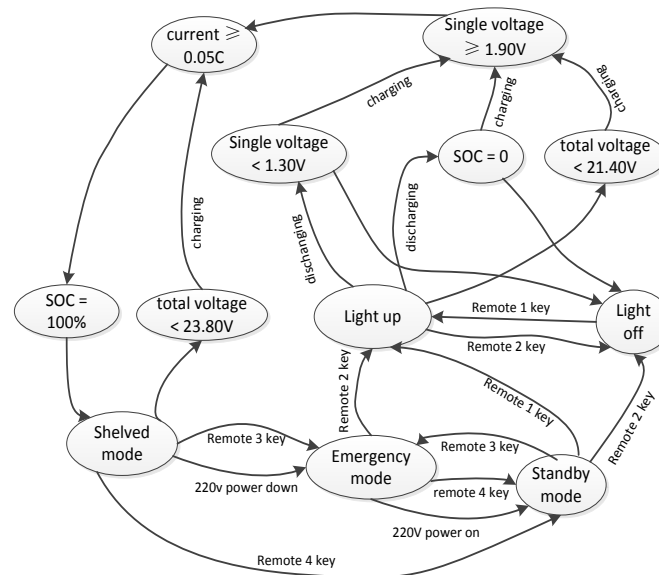 current ≥
0.05C
Single voltage
≥ 1.90V
charging
charging
charging
Single voltage
< 1.30V
SOC = 0
total voltage
< 21.40V
charging
dischanging
discharging
SOC =
100%
total voltage
< 23.80V
Light up
Remote 1 key
Light
off
Remote 2 key
Remote 2 key
Remote 1 key
Remote 2 key
Shelved
mode
Remote 3 key
Emergency
mode
Remote 3 key
Standby
mode
220v power down
remote 4 key
220V power on
Remote 4 key